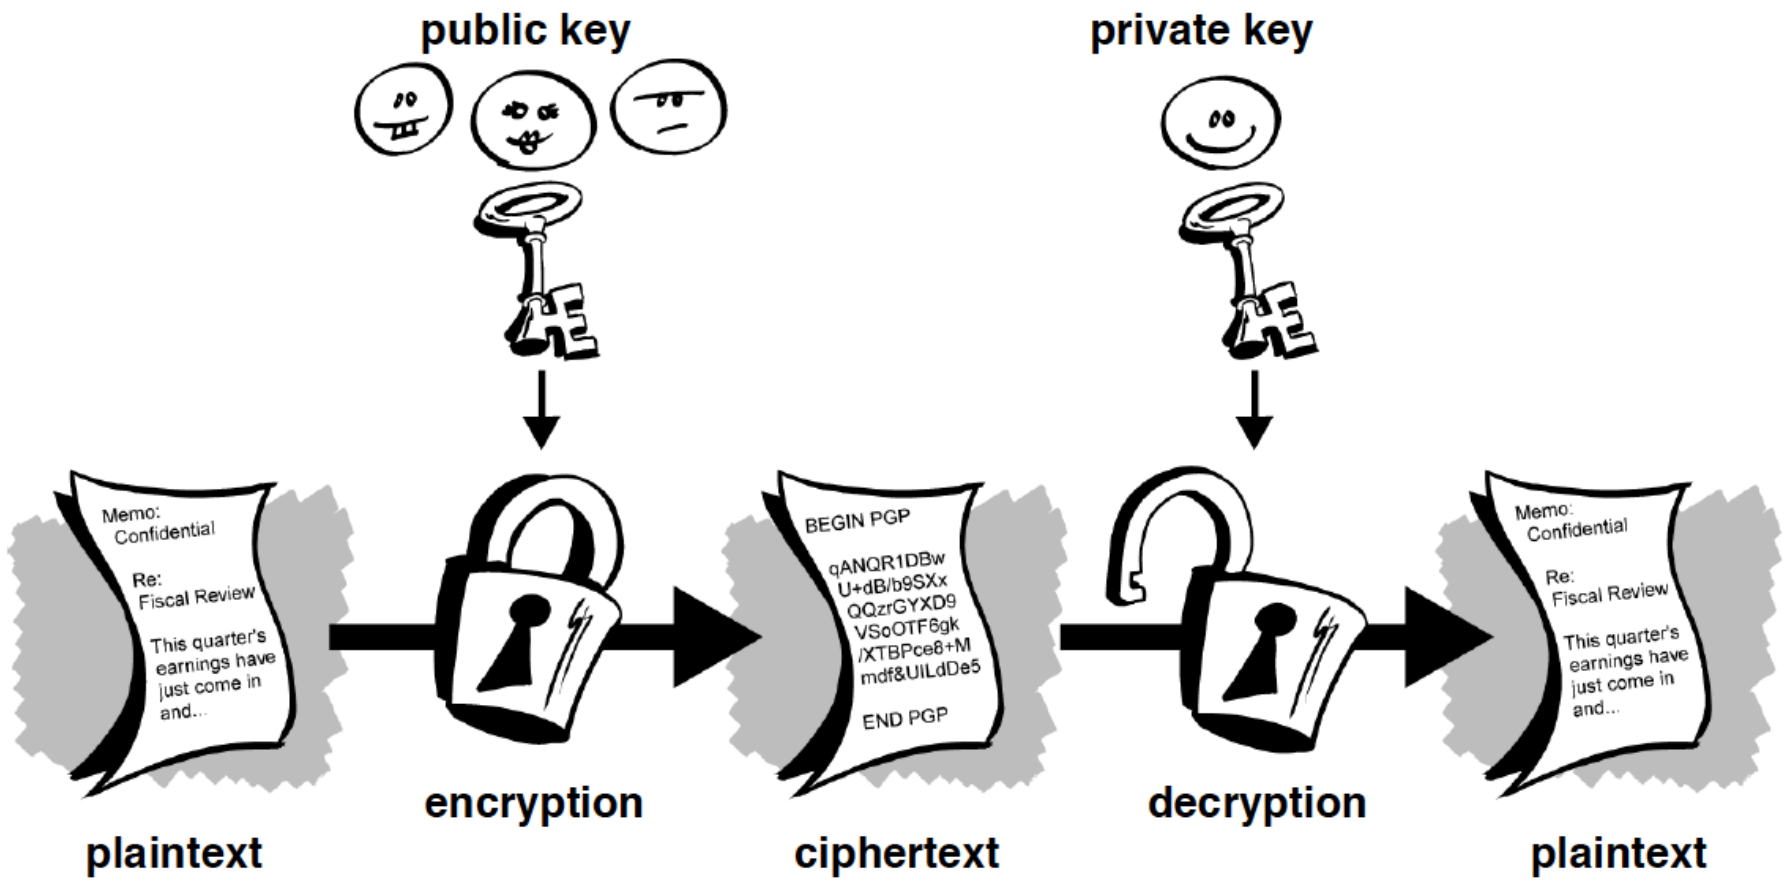 public key
private key
Memo:
Confidential
Re:
Fiscal Review
This quarter's
earnings have
just come in
and...
BEGIN PGP
qANQR1DBw
U+dB/b9SXx
QQzrGYXD9
VSoOTF6gk
/XTBPce8+M
mdf&UILdDe5
END PGP
Memo:
Confidential
Re:
Fiscal Review
This quarter's
earnings have
just come in
and...
encryption
decryption
plaintext
ciphertext
plaintext